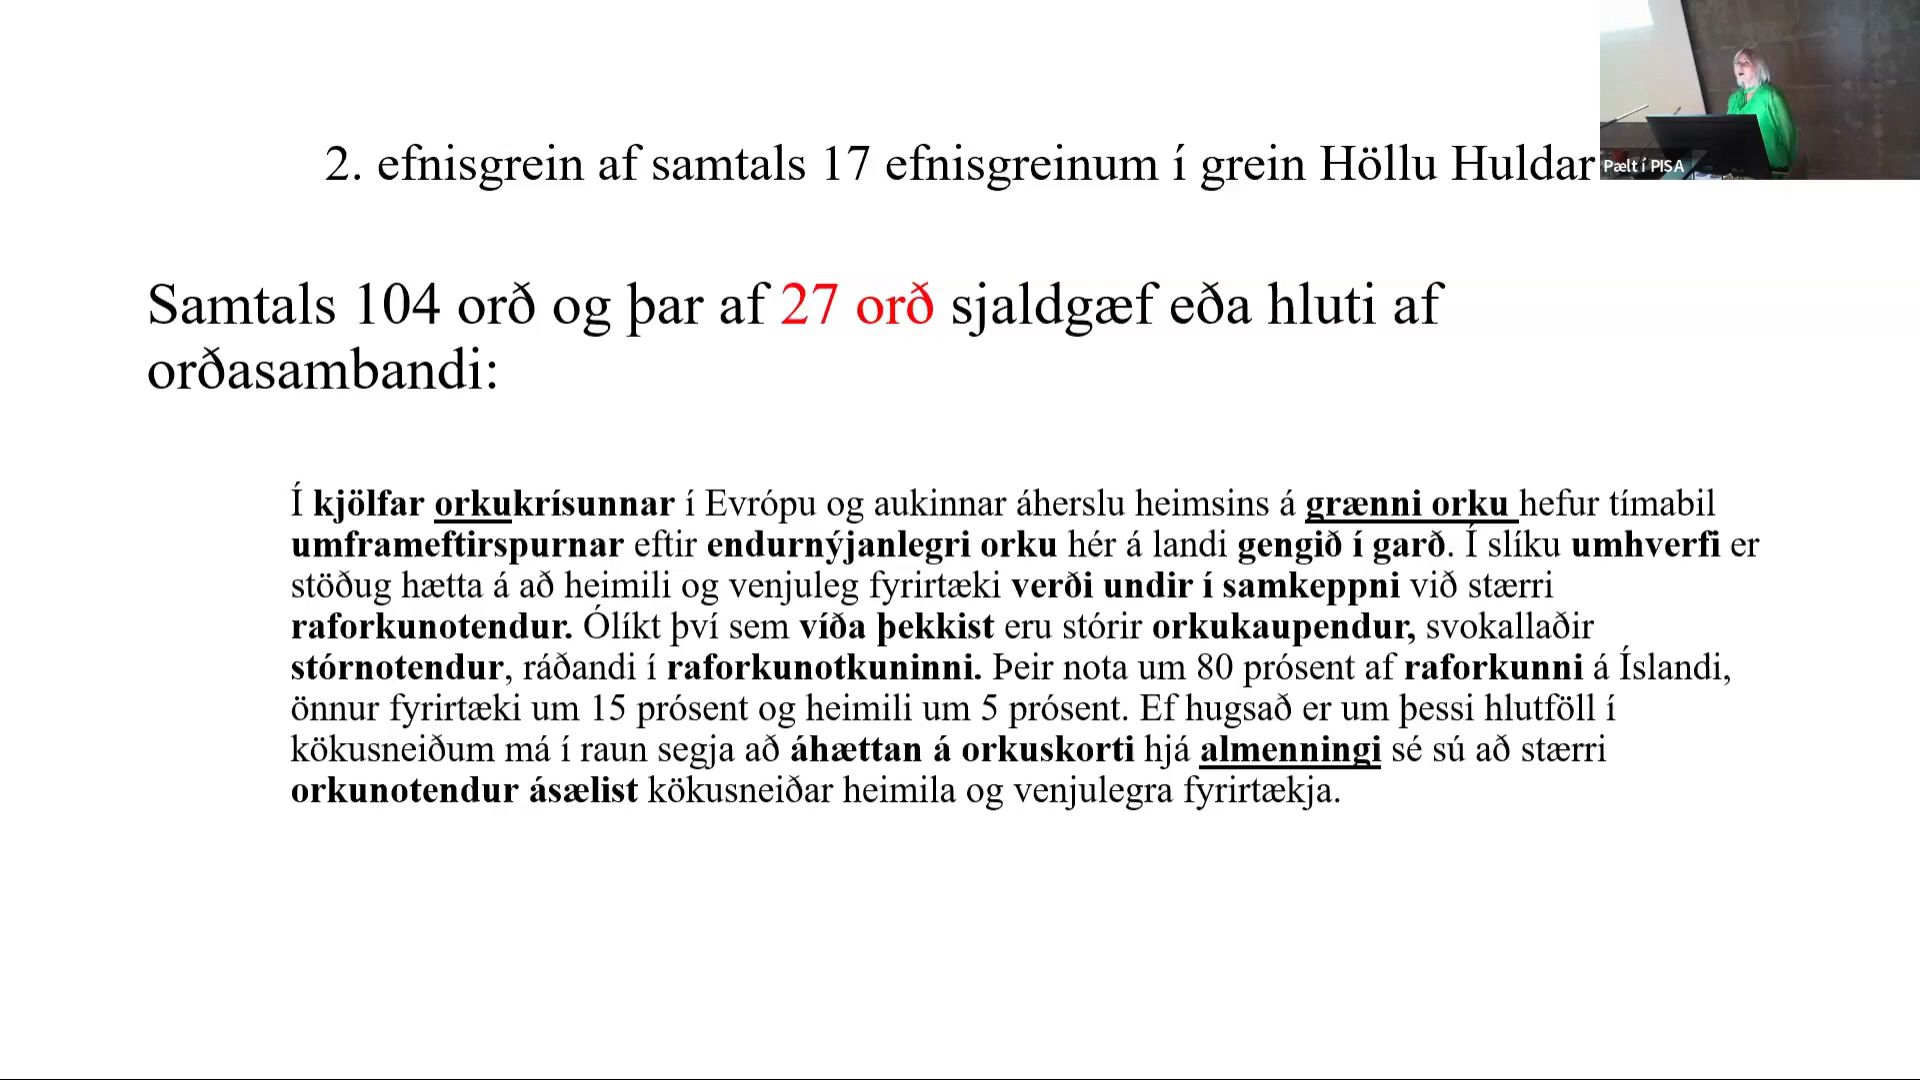 2. efnisgrein af samtals 17 efnisgreinum í grein Höllu Huldar
Pælt í PISA
Samtals 104 orð og þar af 27 orð sjaldgæf eða hluti af
orðasambandi:
Í kjölfar orkukrísunnar í Evrópu og aukinnar áherslu heimsins á grænni orku hefur tímabil
umframeftirspurnar eftir endurnýjanlegri orku hér á landi gengið í garð. Í slíku umhverfi er
stöðug hætta á að heimili og venjuleg fyrirtæki verði undir í samkeppni við stærri
raforkunotendur. Ólíkt því sem víða þekkist eru stórir orkukaupendur, svokallaðir
stórnotendur, ráðandi í raforkunotkuninni. Þeir nota um 80 prósent af raforkunni á Íslandi,
önnur fyrirtæki um 15 prósent og heimili um 5 prósent. Ef hugsað er um þessi hlutföll í
kökusneiðum má í raun segja að áhættan á orkuskorti hjá almenningi sé sú að stærri
orkunotendur ásælist kökusneiðar heimila og venjulegra fyrirtækja.